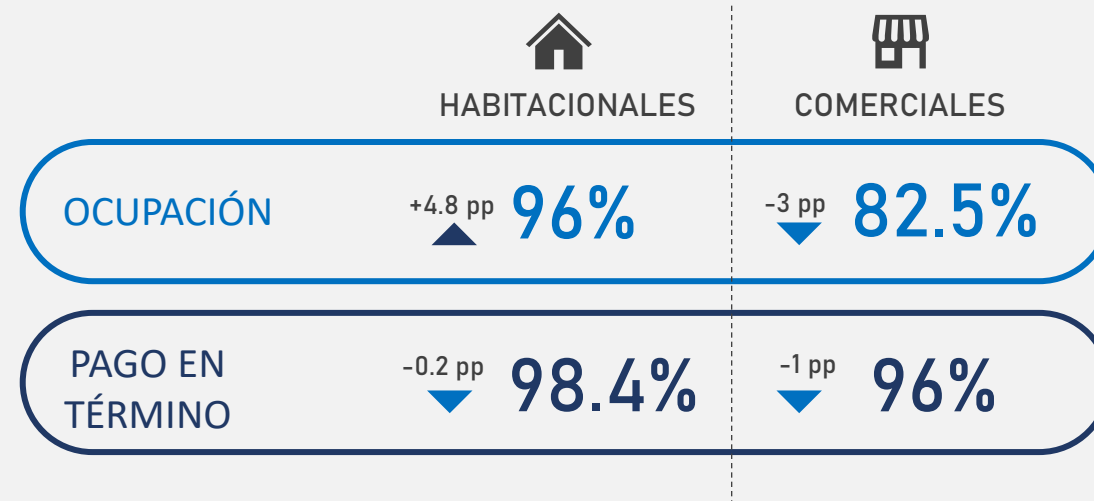 HABITACIONALES
COMERCIALES
OCUPACIÓN
+4.8 pp
96%
-3 pp
82.5%
PAGO EN
TÉRMINO
-0.2 pp
98.4%
-1 pp
96%